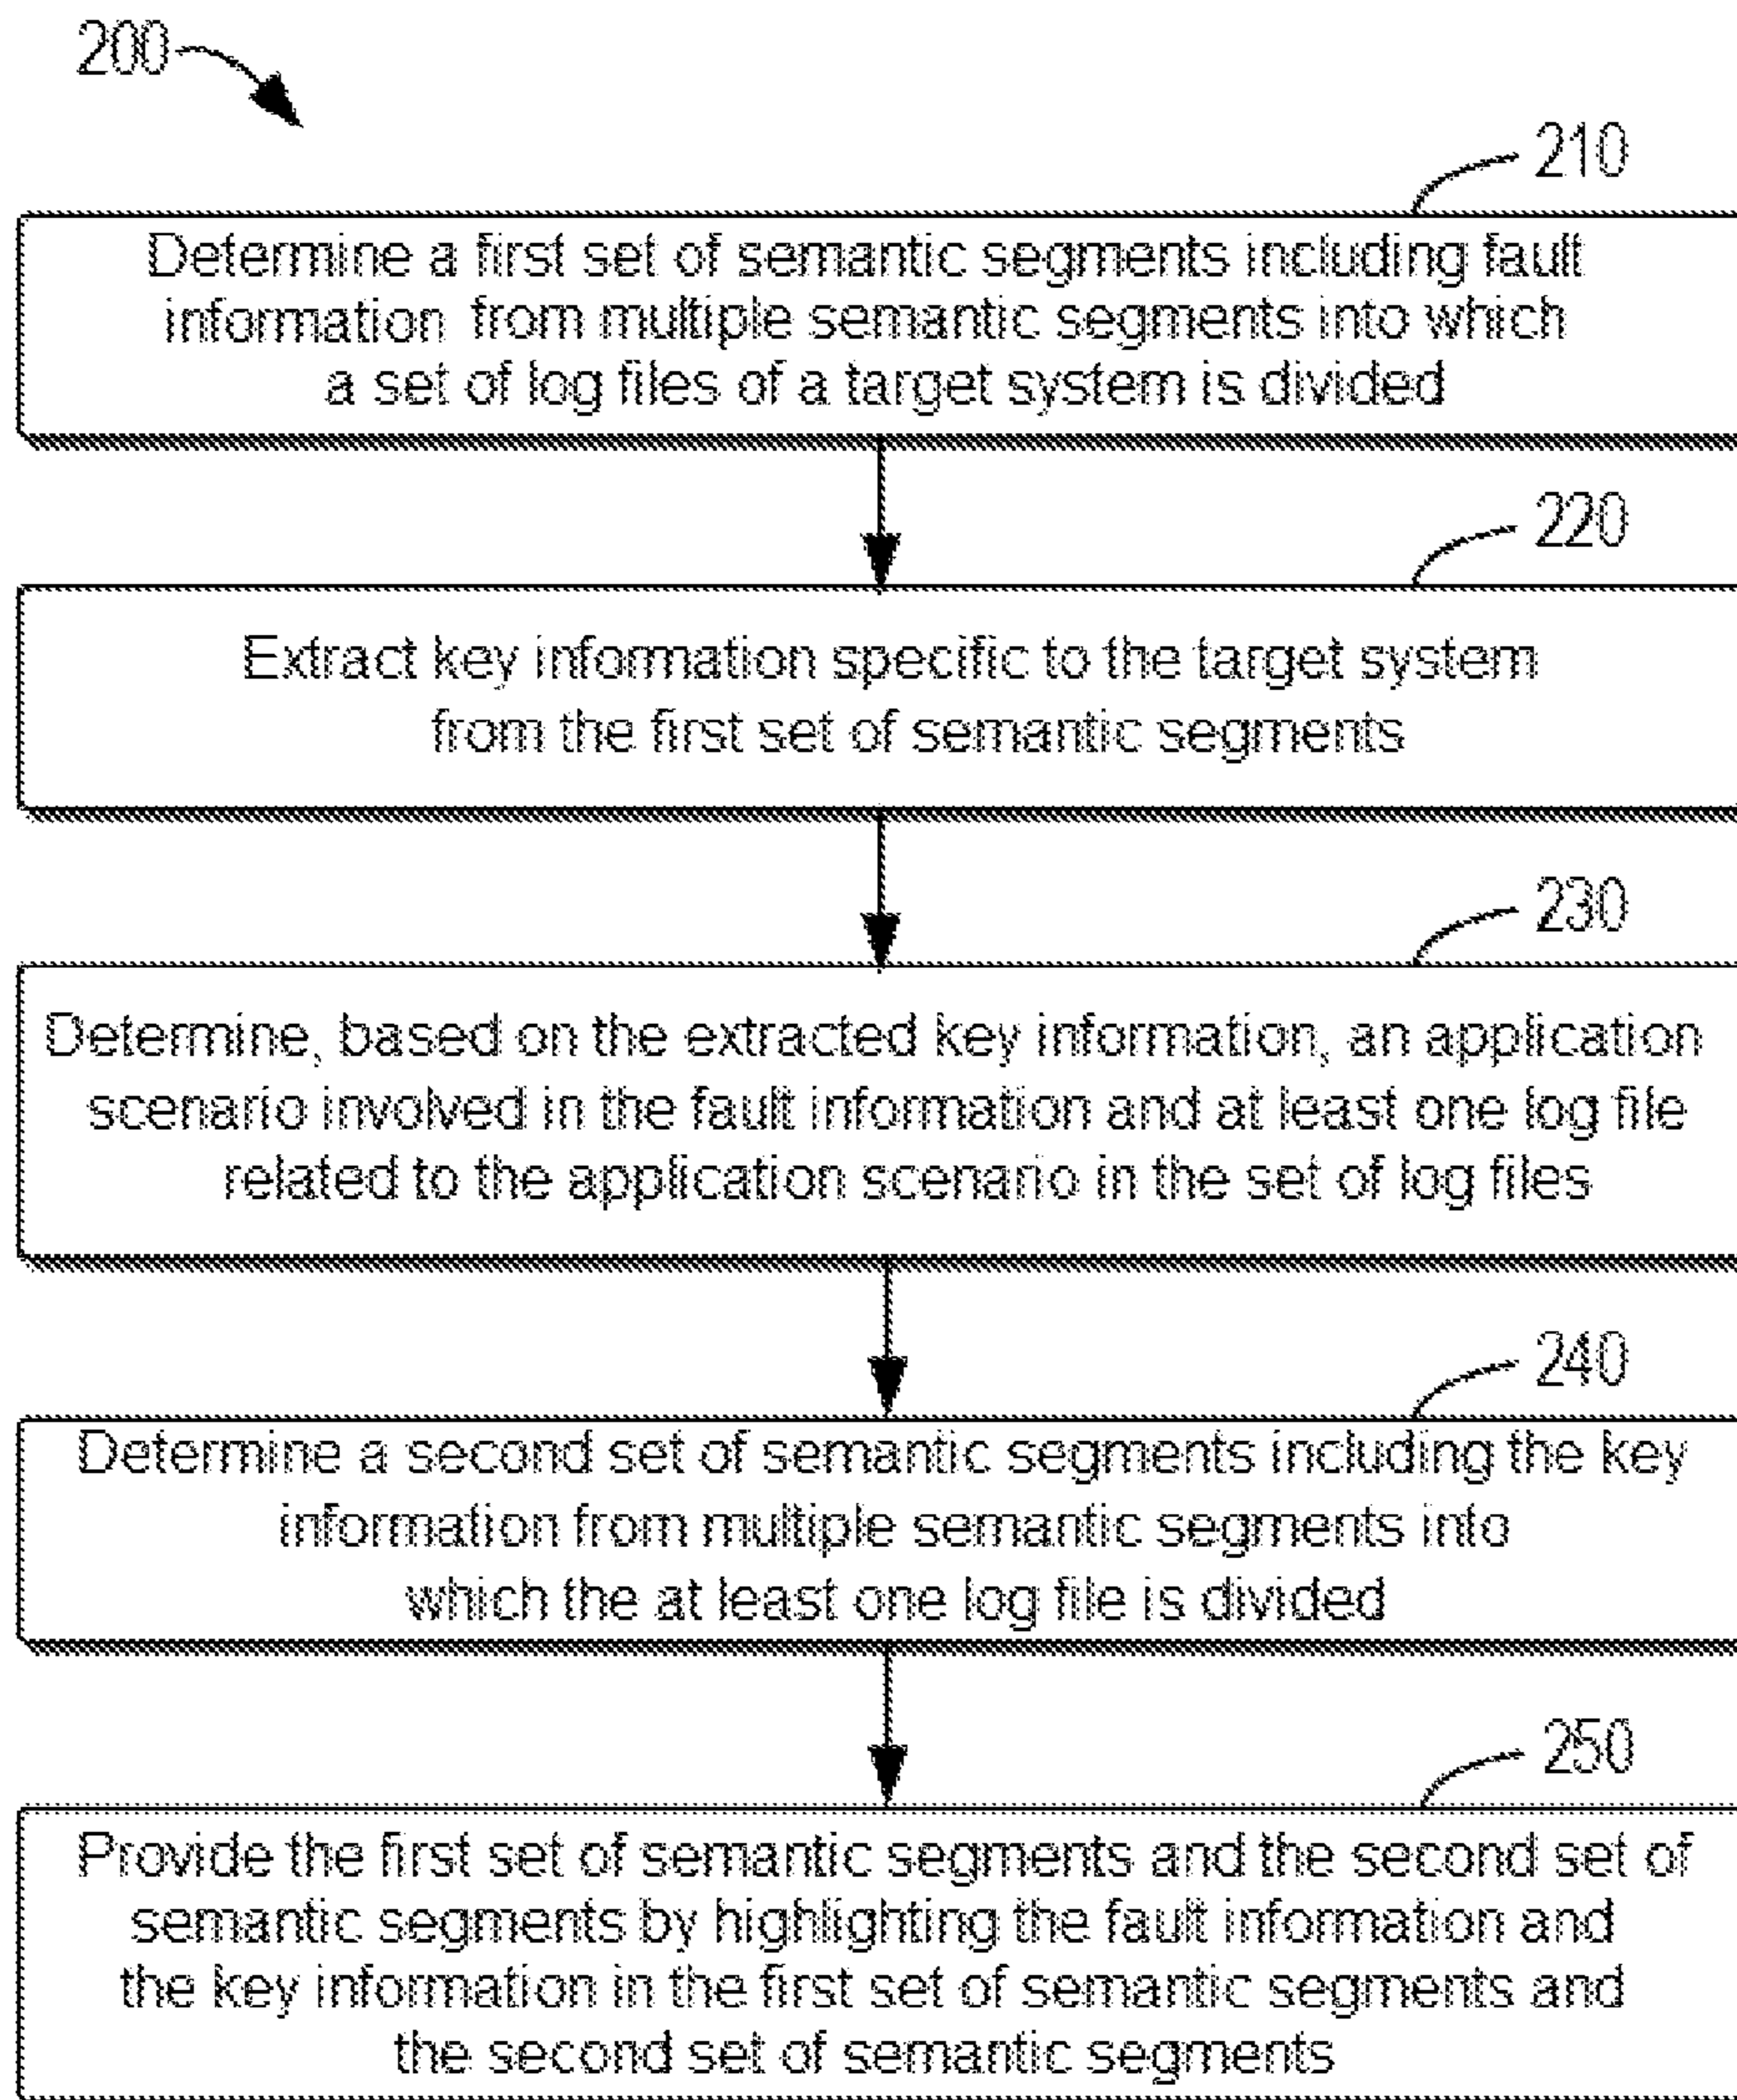 200
210
Determine a first set of semantic segments including fault
information from multiple semantic segments into which
a set of log files of a target system is divided
220
Extract key information specific to the target system
from the first set of semantic segments
230
Determine, based on the extracted key information, an application
scenario involved in the fault information and at least one log file
related to the application scenario in the set of log files
240
Determine a second set of semantic segments including the key
information from multiple semantic segments into
which the at least one log file is divided
250
Provide the first set of semantic segments and the second set of
semantic segments by highlighting the fault information and
the key information in the first set of semantic segments and
the second set of semantic segments